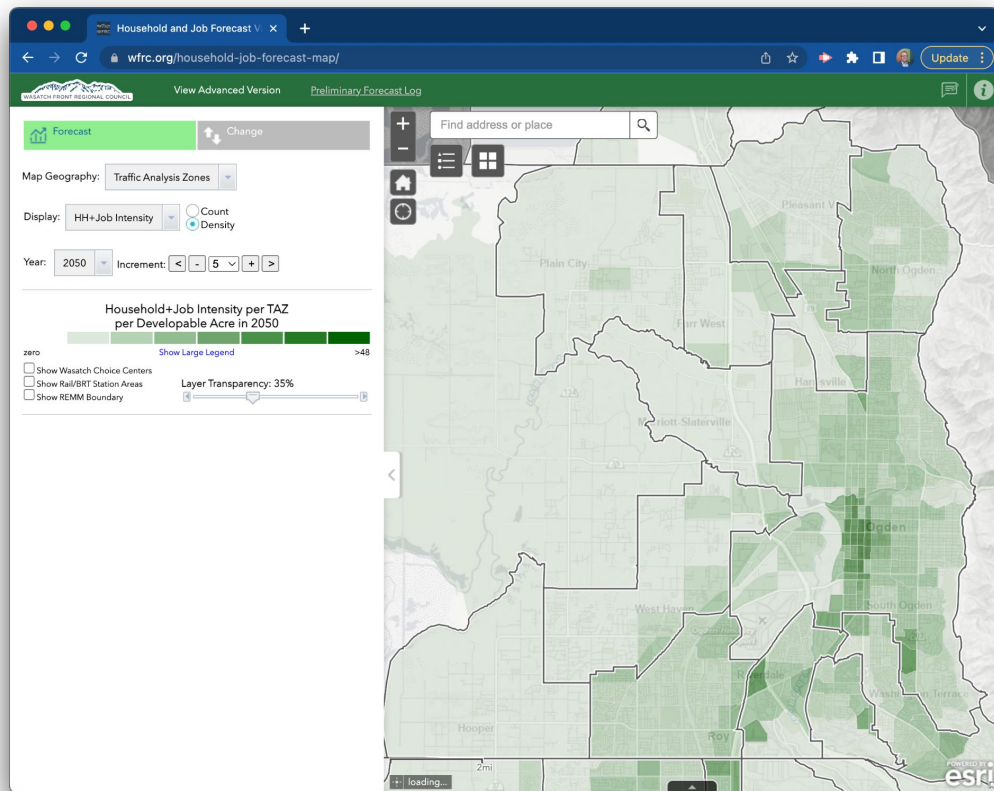 Household and Job Forecast V
wfrc.org/household-job-forecast-map/
Update
WASATCH FRONT REGIONAL COUNCIL
View Advanced Version
Preliminary Forecast Log
Forecast
Change
Map Geography:
Traffic Analysis Zones
Display:
HH+Job Intensity
Count
Density
Year:
2050
Increment:
<
-
5
+
>
Household+Job Intensity per TAZ
per Developable Acre in 2050
zero
Show Large Legend
>48
Show Wasatch Choice Centers
Show Rail/BRT Station Areas
Show REMM Boundary
Layer Transparency: 35%
+
Find address or place
−
Pleasant V
Plain City
North Ogden
Farr West
Harrisville
Marriott-Slaterville
Ogden
West Haven
South Ogden
Riverdale
Washington Terrace
Hooper
Roy
2mi
loading...
POWERED BY
esri